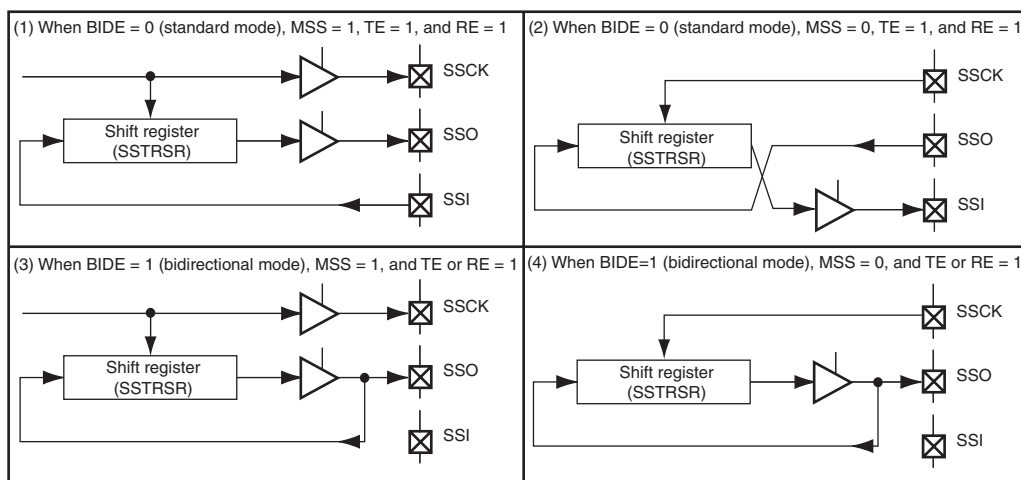 (1) When BIDE = 0 (standard mode), MSS = 1, TE = 1, and RE = 1
SSCK
Shift register
(SSTRSR)
SSO
SSI
(2) When BIDE = 0 (standard mode), MSS = 0, TE = 1, and RE = 1
SSCK
Shift register
(SSTRSR)
SSO
SSI
(3) When BIDE = 1 (bidirectional mode), MSS = 1, and TE or RE = 1
SSCK
Shift register
(SSTRSR)
SSO
SSI
(4) When BIDE=1 (bidirectional mode), MSS = 0, and TE or RE = 1
SSCK
Shift register
(SSTRSR)
SSO
SSI